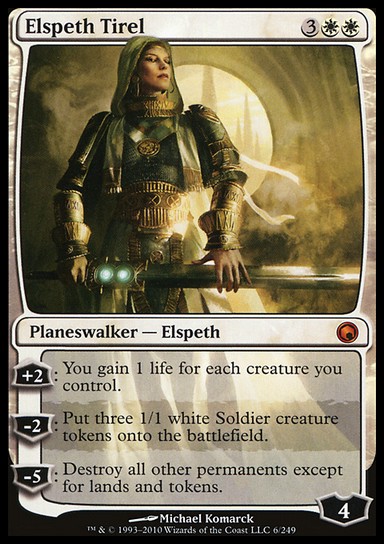 Elspeth Tirel 3
Planeswalker — Elspeth
+2: You gain 1 life for each creature you
control.
-2: Put three 1/1 white Soldier creature
tokens onto the battlefield.
-5: Destroy all other permanents except
for lands and tokens.
4
Michael Komarck
™ & © 1993–2010 Wizards of the Coast LLC 6/249